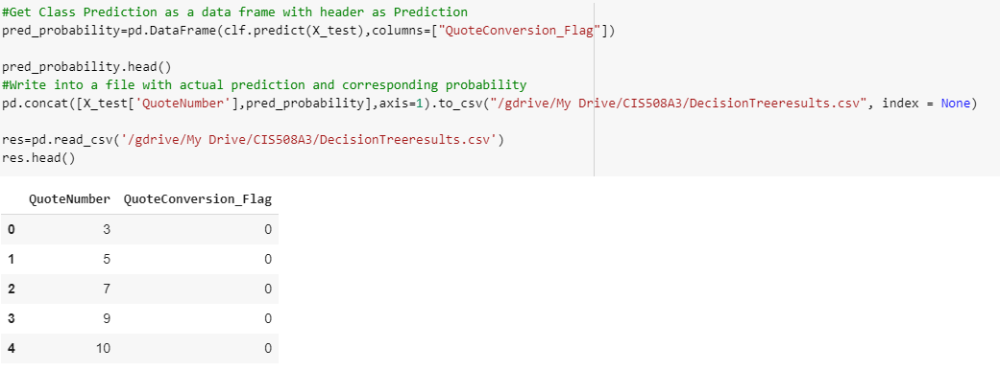 #Get Class Prediction as a data frame with header as Prediction
pred_probability=pd.DataFrame(clf.predict(X_test),columns=["QuoteConversion_Flag"])
pred_probability.head()
#Write into a file with actual prediction and corresponding probability
pd.concat([X_test['QuoteNumber'],pred_probability],axis=1).to_csv("/gdrive/My Drive/CIS508A3/DecisionTreeresults.csv", index = None)
res=pd.read_csv('/gdrive/My Drive/CIS508A3/DecisionTreeresults.csv')
res.head()
QuoteNumber QuoteConversion_Flag
0 3 0
1 5 0
2 7 0
3 9 0
4 10 0